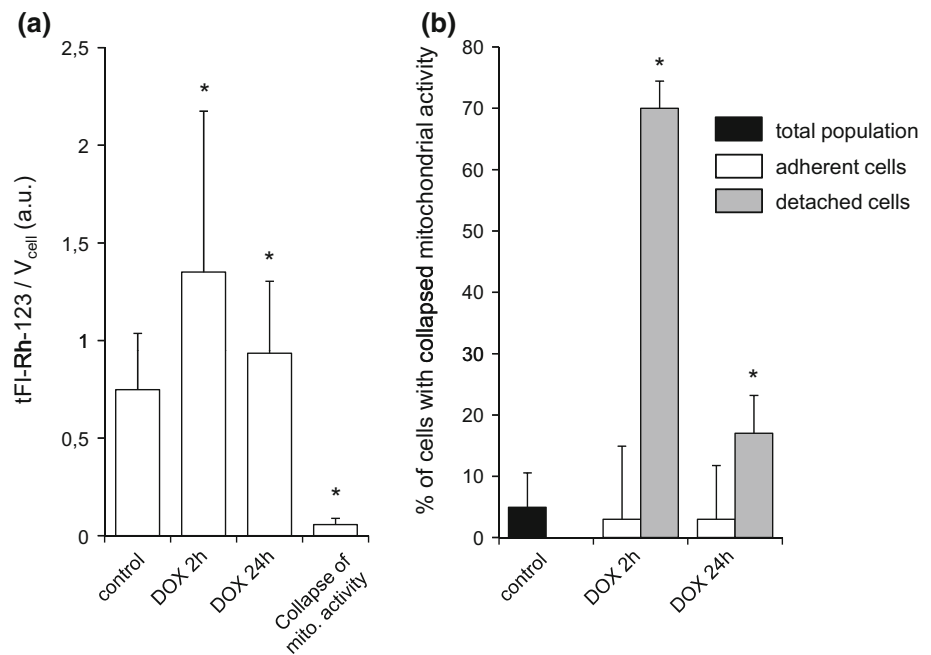 (a)
tFI-Rh-123 / Vcell (a.u.)
2,5
2
1,5
1
0,5
0
*
*
*
control
DOX 2h
DOX 24h
Collapse of
mito. activity
(b)
% of cells with collapsed mitochondrial activity
80
70
60
50
40
30
20
10
0
*
*
DOX 2h
DOX 24h
total population
adherent cells
detached cells